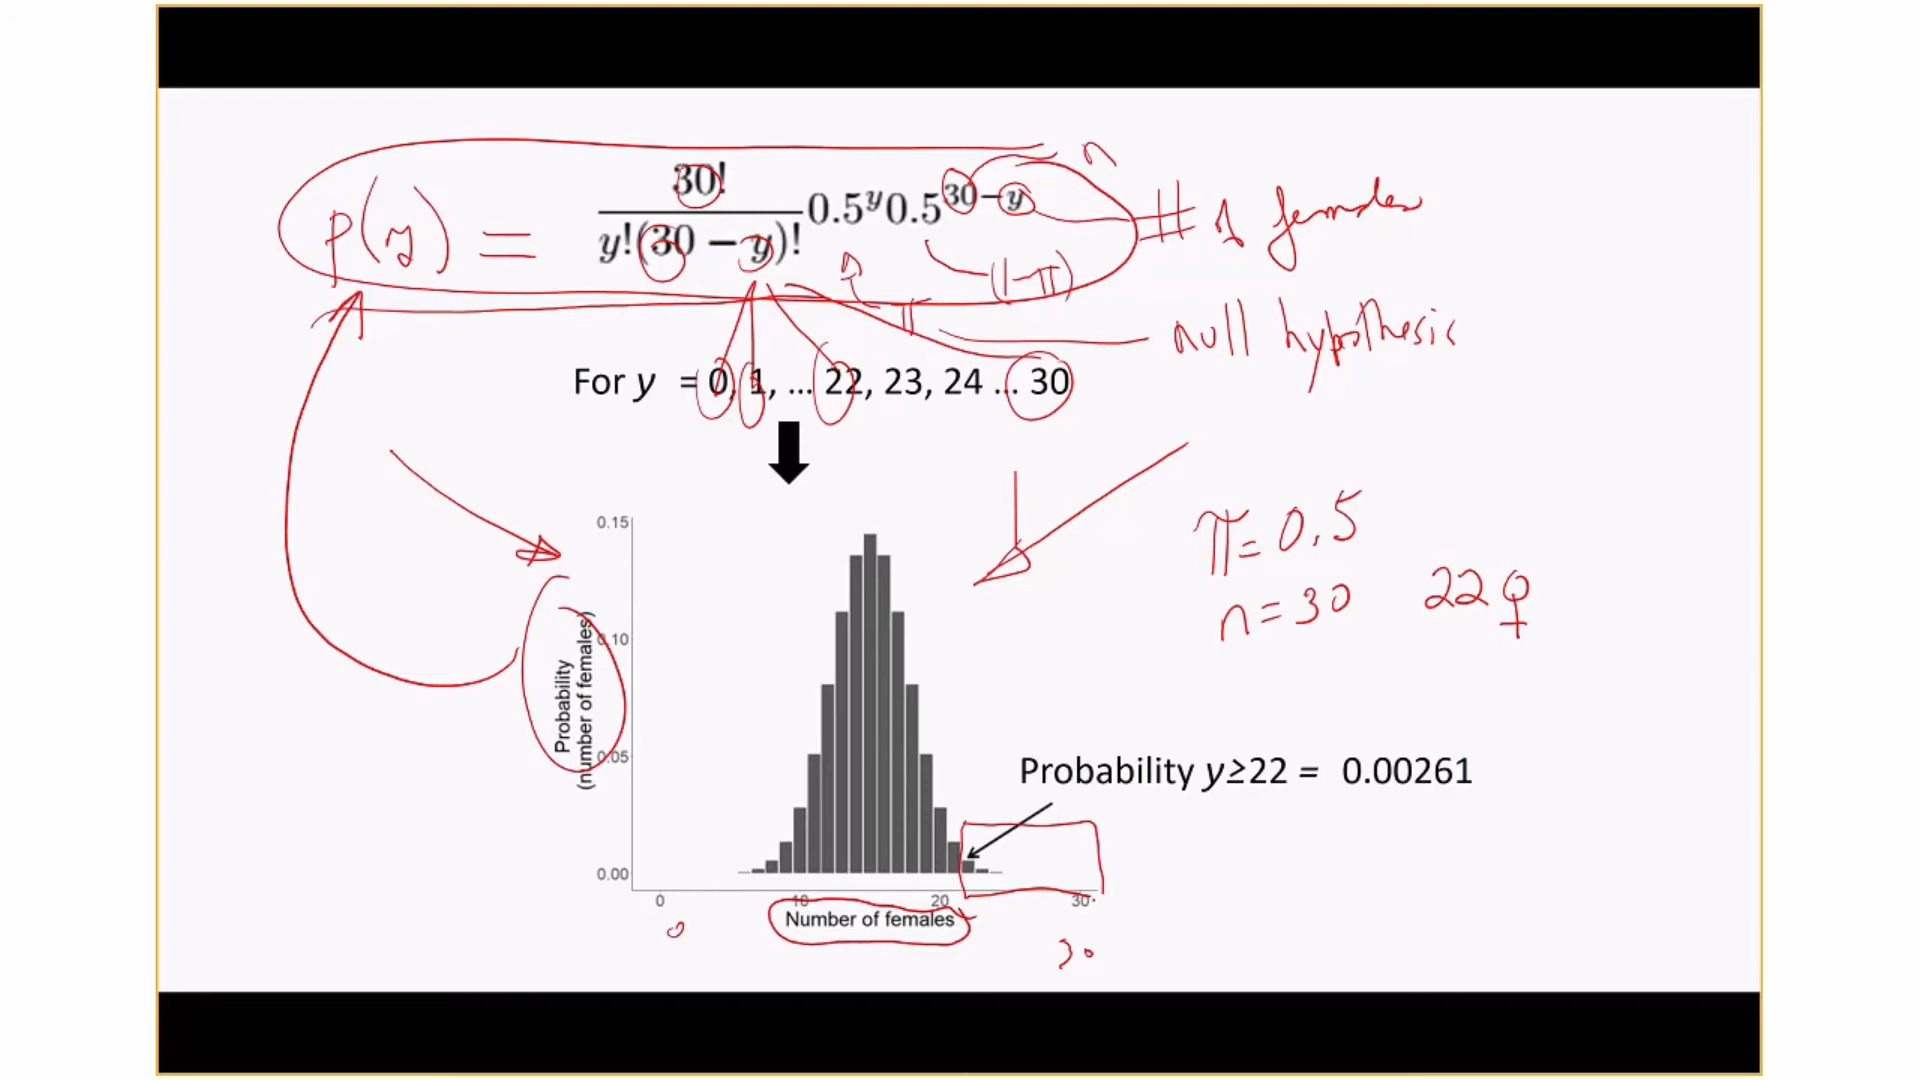 n
p(y) = 30! / y!(30 − y)! 0.5^y 0.5^{30−y}
# of females
π
(1-π)
null hypothesis
For y = 0, 1, ... 22, 23, 24 ... 30
π = 0.5
n = 30 22 ♀
0.15
0.10
0.05
0.00
Probability
(number of females)
Probability y≥22 = 0.00261
0 10 20 30
Number of females
0 30